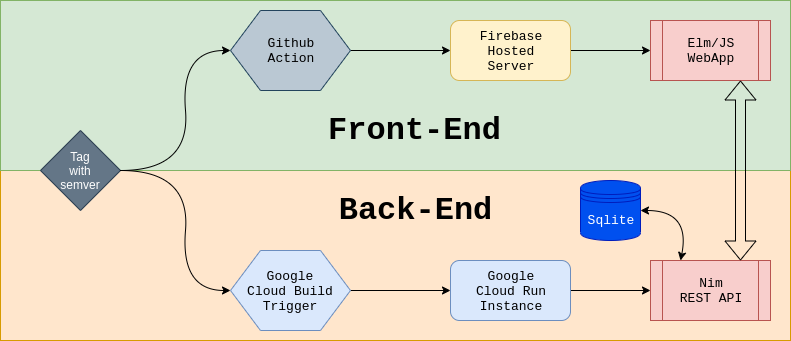 Github
Action
Firebase
Hosted
Server
Elm/JS
WebApp
Front-End
Tag
with
semver
Back-End
Sqlite
Google
Cloud Build
Trigger
Google
Cloud Run
Instance
Nim
REST API